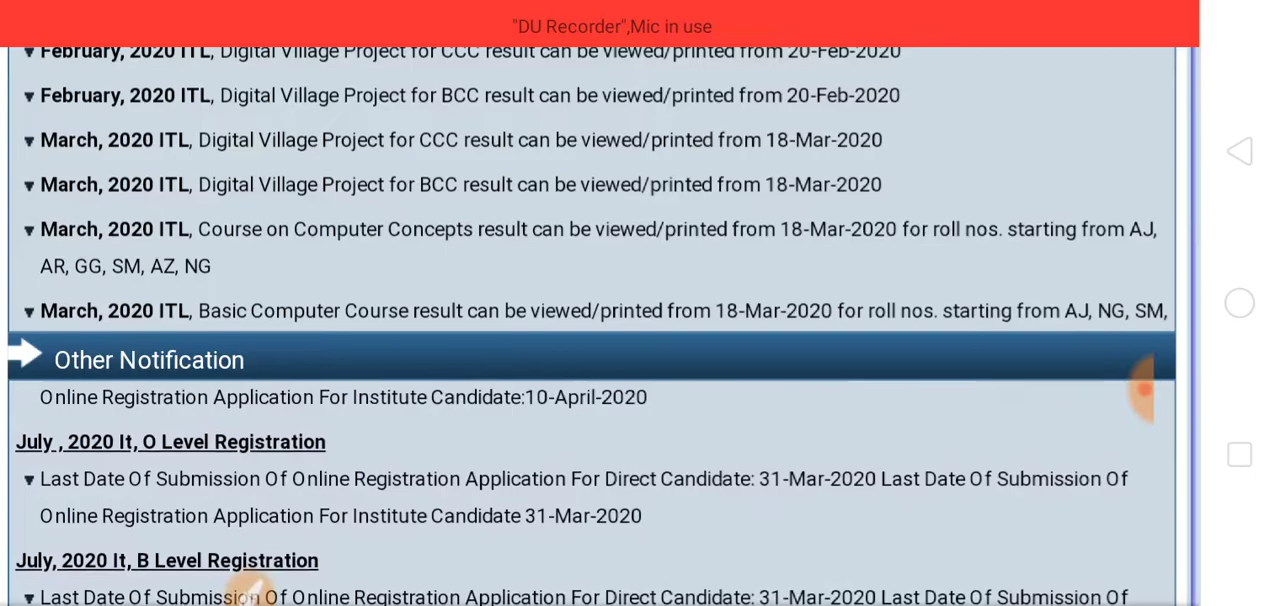 "DU Recorder",Mic in use
February, 2020 ITL, Digital Village Project for CCC result can be viewed/printed from 20-Feb-2020
February, 2020 ITL, Digital Village Project for BCC result can be viewed/printed from 20-Feb-2020
March, 2020 ITL, Digital Village Project for CCC result can be viewed/printed from 18-Mar-2020
March, 2020 ITL, Digital Village Project for BCC result can be viewed/printed from 18-Mar-2020
March, 2020 ITL, Course on Computer Concepts result can be viewed/printed from 18-Mar-2020 for roll nos. starting from AJ,
AR, GG, SM, AZ, NG
March, 2020 ITL, Basic Computer Course result can be viewed/printed from 18-Mar-2020 for roll nos. starting from AJ, NG, SM,
Other Notification
Online Registration Application For Institute Candidate:10-April-2020
July , 2020 It, O Level Registration
Last Date Of Submission Of Online Registration Application For Direct Candidate: 31-Mar-2020 Last Date Of Submission Of
Online Registration Application For Institute Candidate 31-Mar-2020
July, 2020 It, B Level Registration
Last Date Of Submission Of Online Registration Application For Direct Candidate: 31-Mar-2020 Last Date Of Submission Of